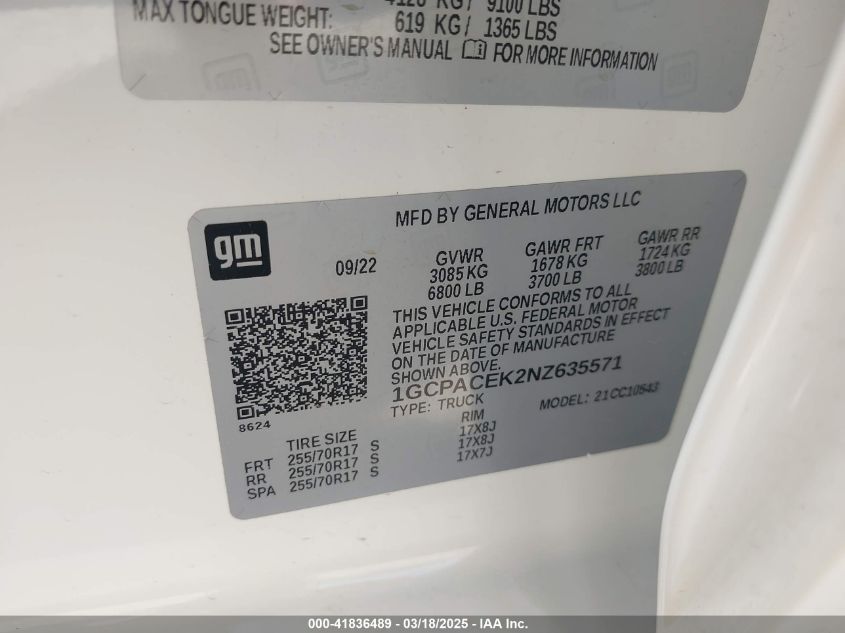 4128 KG/ 9100 LBS
MAX TONGUE WEIGHT: 619 KG/ 1365 LBS
SEE OWNER'S MANUAL FOR MORE INFORMATION
gm
MFD BY GENERAL MOTORS LLC
09/22 GVWR GAWR FRT GAWR RR
3085 KG 1678 KG 1724 KG
6800 LB 3700 LB 3800 LB
THIS VEHICLE CONFORMS TO ALL
APPLICABLE U.S. FEDERAL MOTOR
VEHICLE SAFETY STANDARDS IN EFFECT
ON THE DATE OF MANUFACTURE
SHOWN ABOVE.
1GCPACEK2NZ635571
TYPE: TRUCK MODEL: 21CC10543
8624
TIRE SIZE RIM
FRT 255/70R17 S 17X8J
RR 255/70R17 S 17X8J
SPA 255/70R17 S 17X7J
000-41836489 - 03/18/2025 - IAA Inc.